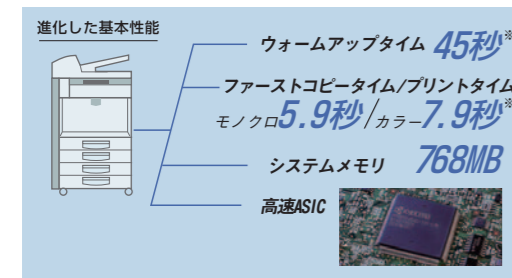 進化した基本性能
ウォームアップタイム 45秒※
ファーストコピータイム/プリントタイム
モノクロ5.9秒/カラー7.9秒※
システムメモリ 768MB
高速ASIC
KYOCERA